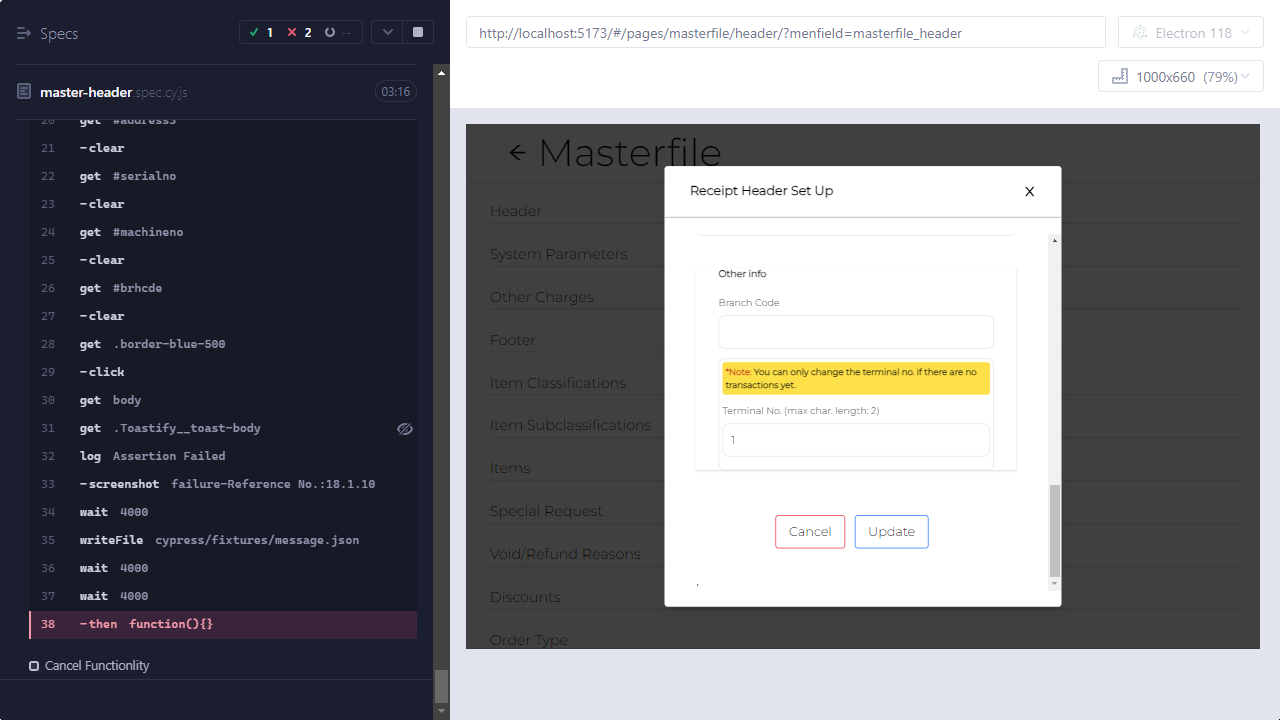 Specs
1
2
--
master-header.spec.cy.js
03:16
20 get #address3
21 -clear
22 get #serialno
23 -clear
24 get #machineno
25 -clear
26 get #brhcde
27 -clear
28 get .border-blue-500
29 -click
30 get body
31 get .Toastify__toast-body
32 log Assertion Failed
33 -screenshot failure-Reference No.:18.1.10
34 wait 4000
35 writeFile cypress/fixtures/message.json
36 wait 4000
37 wait 4000
38 -then function(){}
Cancel Functionlity
http://localhost:5173/#/pages/masterfile/header/?menfield=masterfile_header
Electron 118
1000x660 (79%)
Masterfile
Header
System Parameters
Other Charges
Footer
Item Classifications
Item Subclassifications
Items
Special Request
Void/Refund Reasons
Discounts
Order Type
Receipt Header Set Up
X
Other info
Branch Code
*Note: You can only change the terminal no. if there are no
transactions yet.
Terminal No. (max char. length: 2)
1
Cancel
Update
,